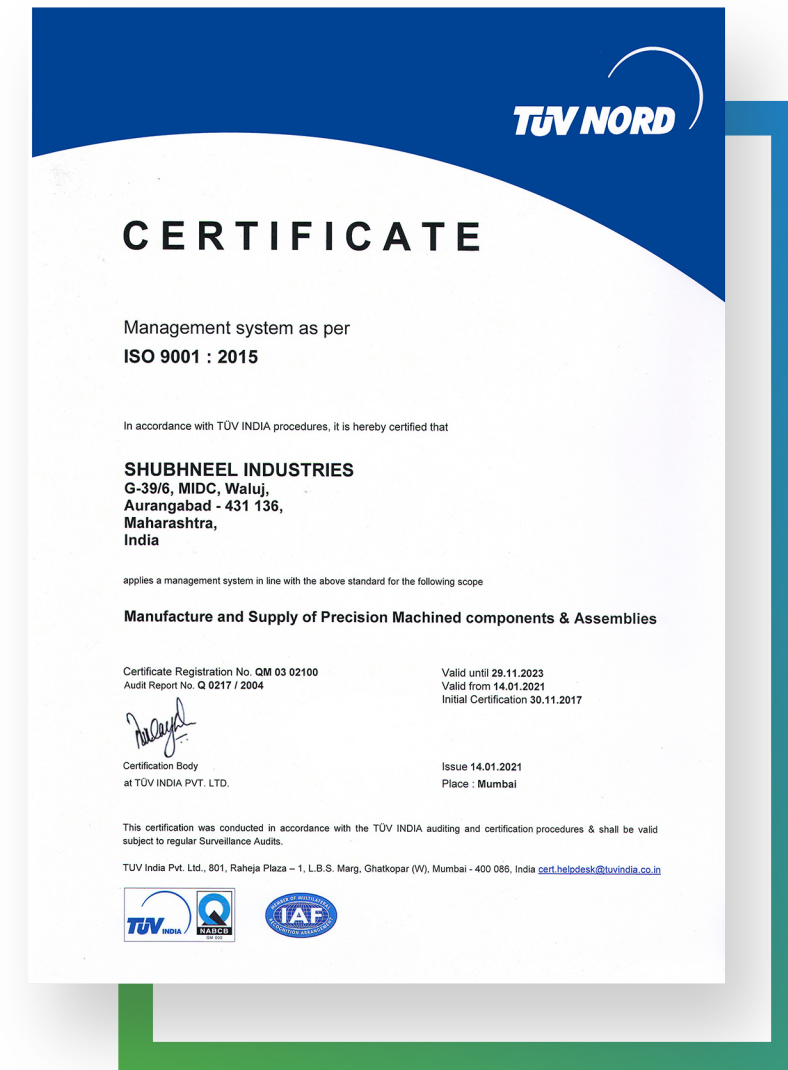 TÜV NORD
CERTIFICATE
Management system as per
ISO 9001 : 2015
In accordance with TÜV INDIA procedures, it is hereby certified that
SHUBHNEEL INDUSTRIES
G-39/6, MIDC, Waluj,
Aurangabad - 431 136,
Maharashtra,
India
applies a management system in line with the above standard for the following scope
Manufacture and Supply of Precision Machined components & Assemblies
Certificate Registration No. QM 03 02100
Audit Report No. Q 0217 / 2004
Valid until 29.11.2023
Valid from 14.01.2021
Initial Certification 30.11.2017
Certification Body
at TÜV INDIA PVT. LTD.
Issue 14.01.2021
Place : Mumbai
This certification was conducted in accordance with the TÜV INDIA auditing and certification procedures & shall be valid
subject to regular Surveillance Audits.
TUV India Pvt. Ltd., 801, Raheja Plaza – 1, L.B.S. Marg, Ghatkopar (W), Mumbai - 400 086, India cert.helpdesk@tuvindia.co.in
TÜV INDIA
NABCB
MEMBER OF MULTILATERAL
IAF
RECOGNITION ARRANGEMENT